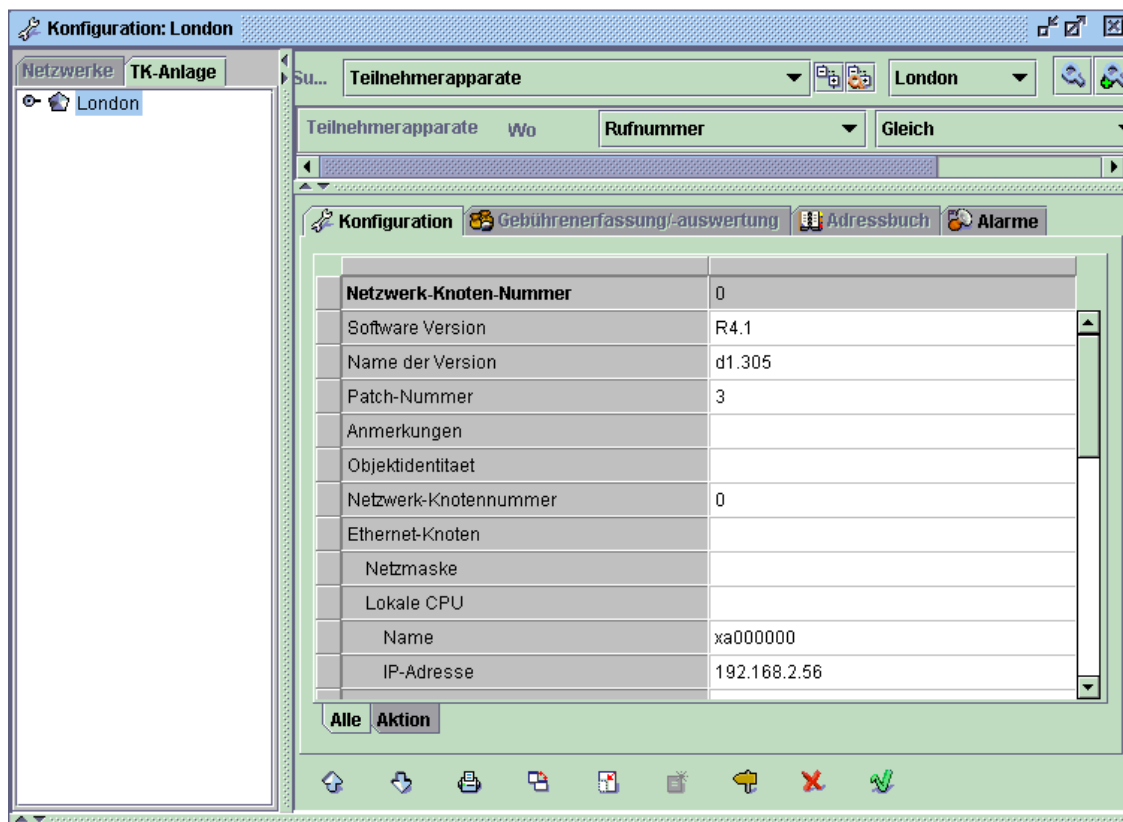 Konfiguration: London
Netzwerke TK-Anlage
London
Su... Teilnehmerapparate London
Teilnehmerapparate Wo Rufnummer Gleich
Konfiguration Gebührenerfassung/-auswertung Adressbuch Alarme
Netzwerk-Knoten-Nummer 0
Software Version R4.1
Name der Version d1.305
Patch-Nummer 3
Anmerkungen
Objektidentitaet
Netzwerk-Knotennummer 0
Ethernet-Knoten
Netzmaske
Lokale CPU
Name xa000000
IP-Adresse 192.168.2.56
Alle Aktion